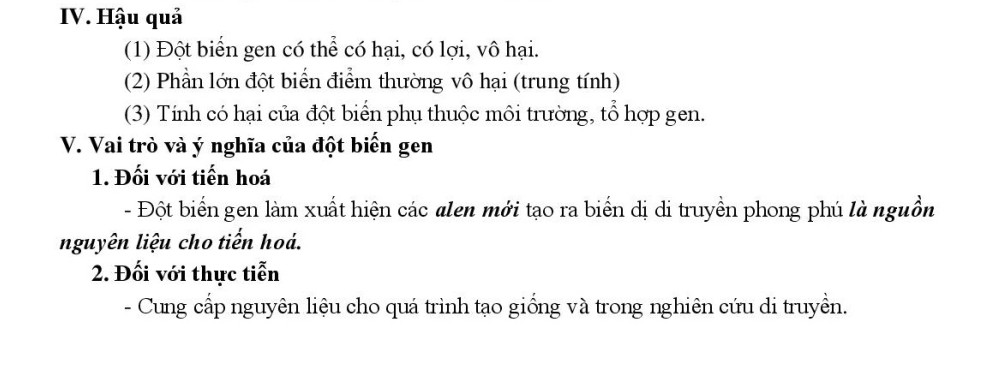 IV. Hậu quả
(1) Đột biến gen có thể có hại, có lợi, vô hại.
(2) Phần lớn đột biến điểm thường vô hại (trung tính)
(3) Tính có hại của đột biến phụ thuộc môi trường, tổ hợp gen.
V. Vai trò và ý nghĩa của đột biến gen
1. Đối với tiến hoá
- Đột biến gen làm xuất hiện các alen mới tạo ra biến dị di truyền phong phú là nguồn
nguyên liệu cho tiến hoá.
2. Đối với thực tiễn
- Cung cấp nguyên liệu cho quá trình tạo giống và trong nghiên cứu di truyền.